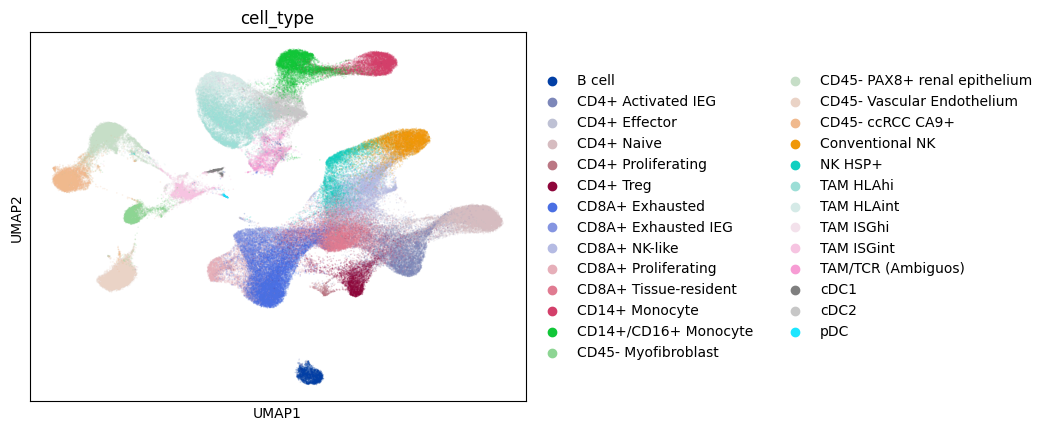 cell_type
UMAP2
UMAP1
B cell
CD4+ Activated IEG
CD4+ Effector
CD4+ Naive
CD4+ Proliferating
CD4+ Treg
CD8A+ Exhausted
CD8A+ Exhausted IEG
CD8A+ NK-like
CD8A+ Proliferating
CD8A+ Tissue-resident
CD14+ Monocyte
CD14+/CD16+ Monocyte
CD45- Myofibroblast
CD45- PAX8+ renal epithelium
CD45- Vascular Endothelium
CD45- ccRCC CA9+
Conventional NK
NK HSP+
TAM HLAhi
TAM HLAint
TAM ISGhi
TAM ISGint
TAM/TCR (Ambiguos)
cDC1
cDC2
pDC